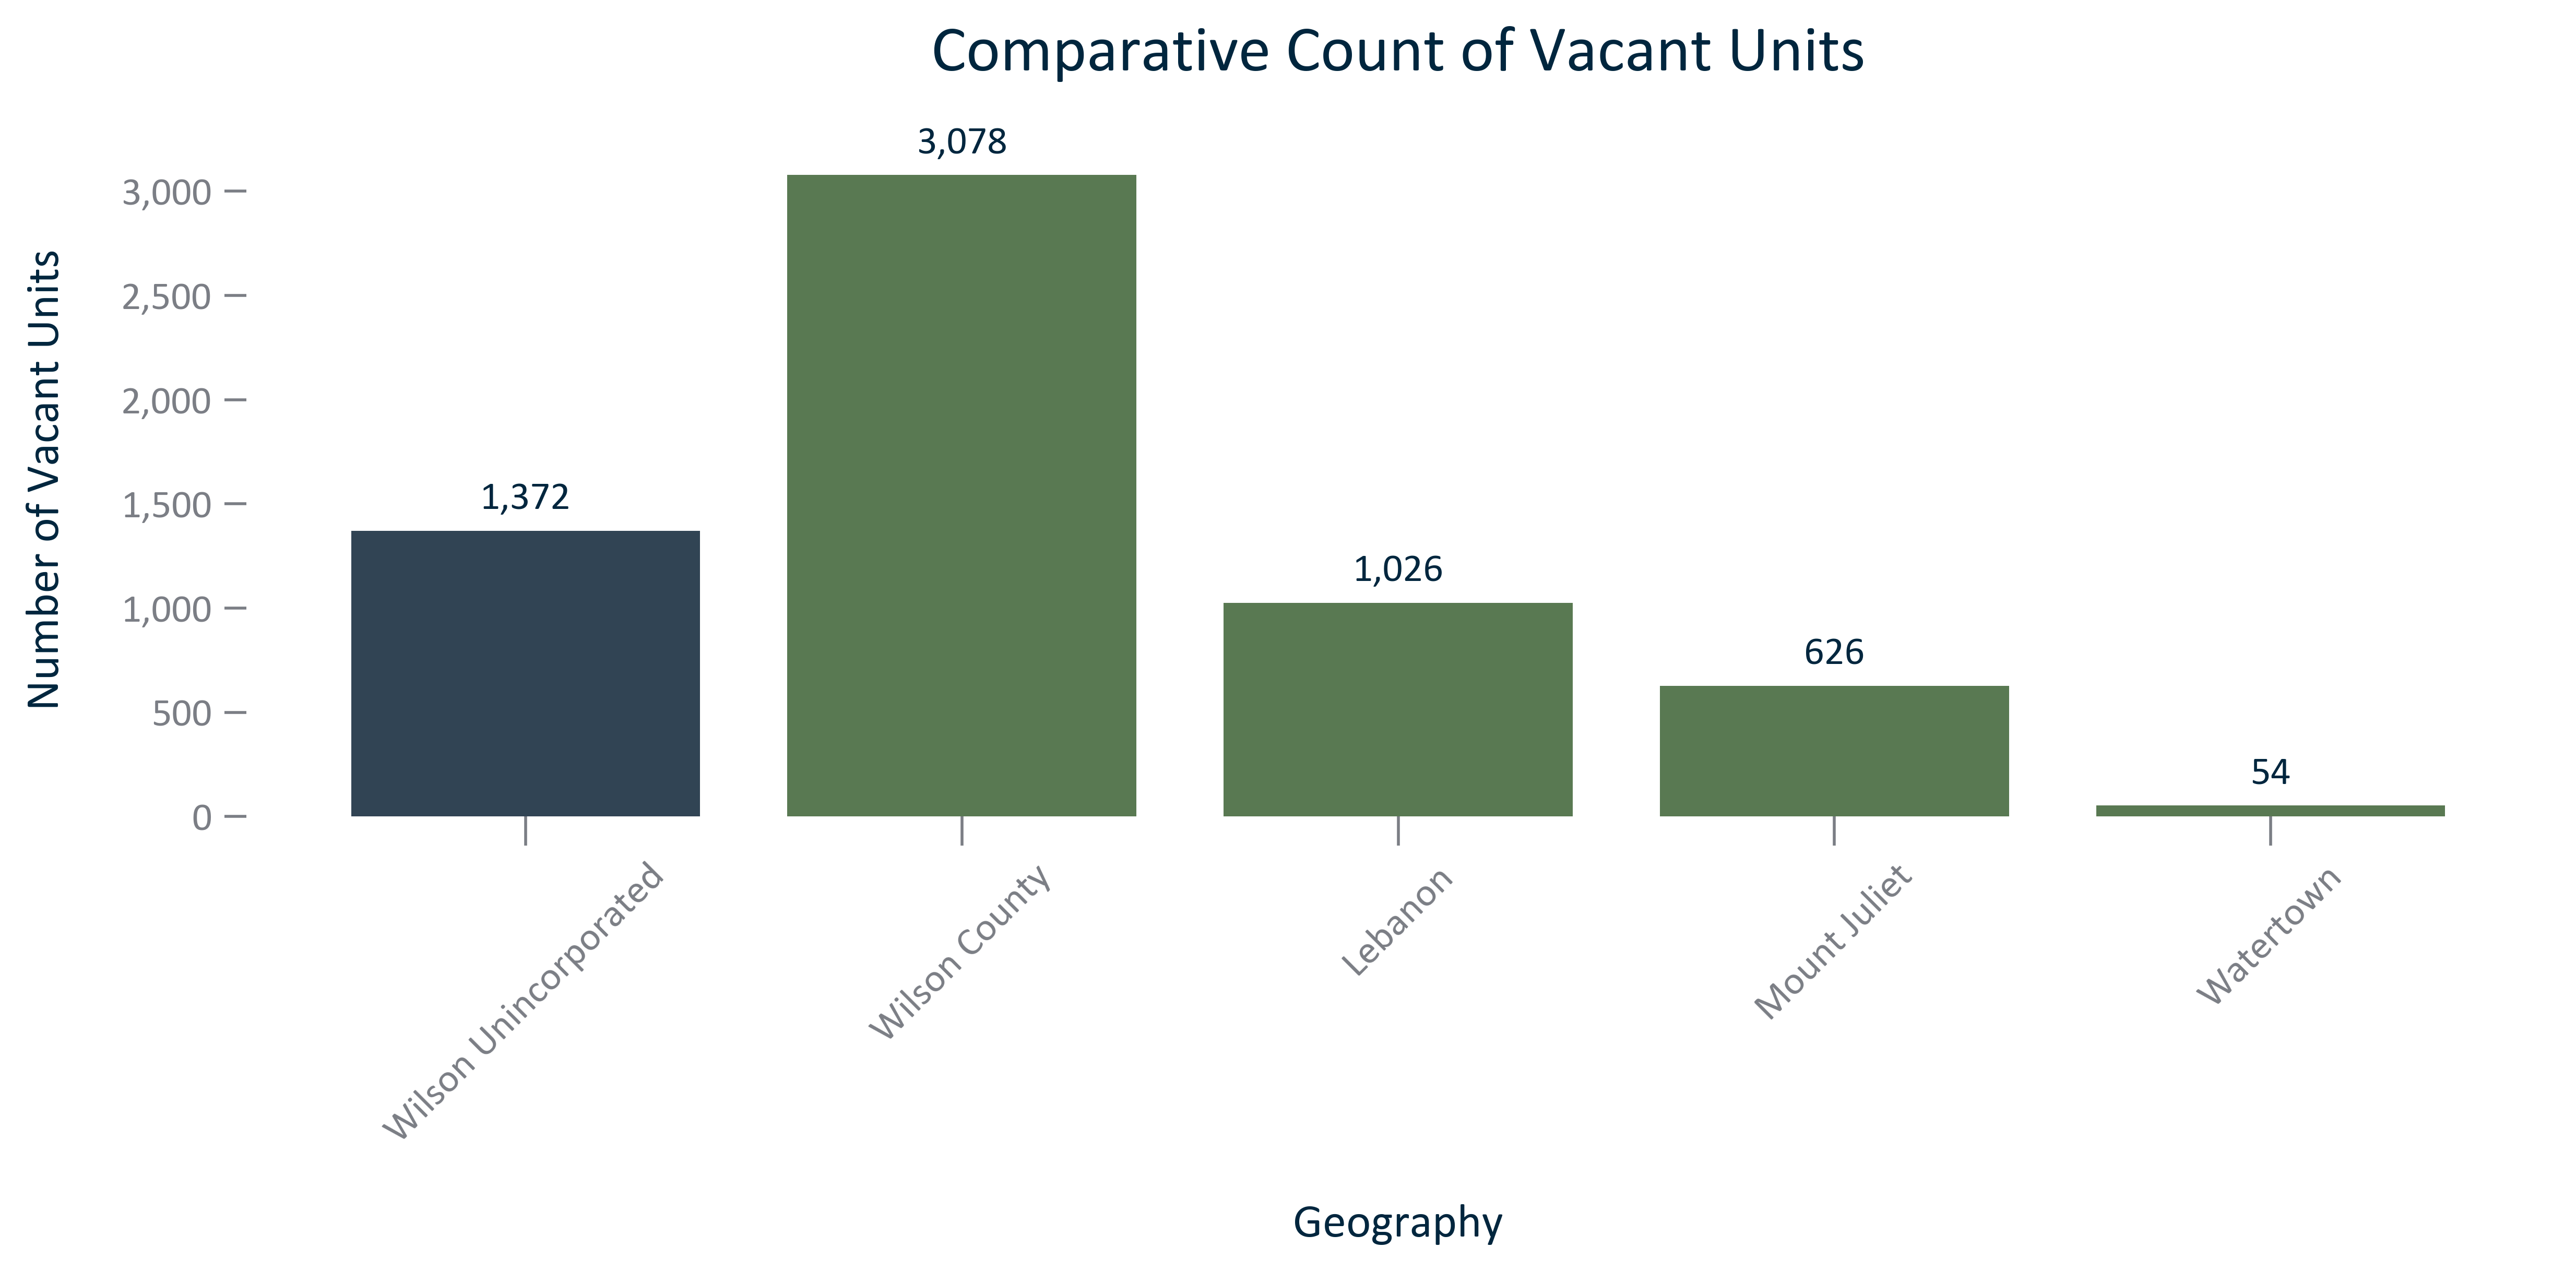 Comparative Count of Vacant Units
Number of Vacant Units
3,000
2,500
2,000
1,500
1,000
500
0
1,372
3,078
1,026
626
54
Wilson Unincorporated
Wilson County
Lebanon
Mount Juliet
Watertown
Geography